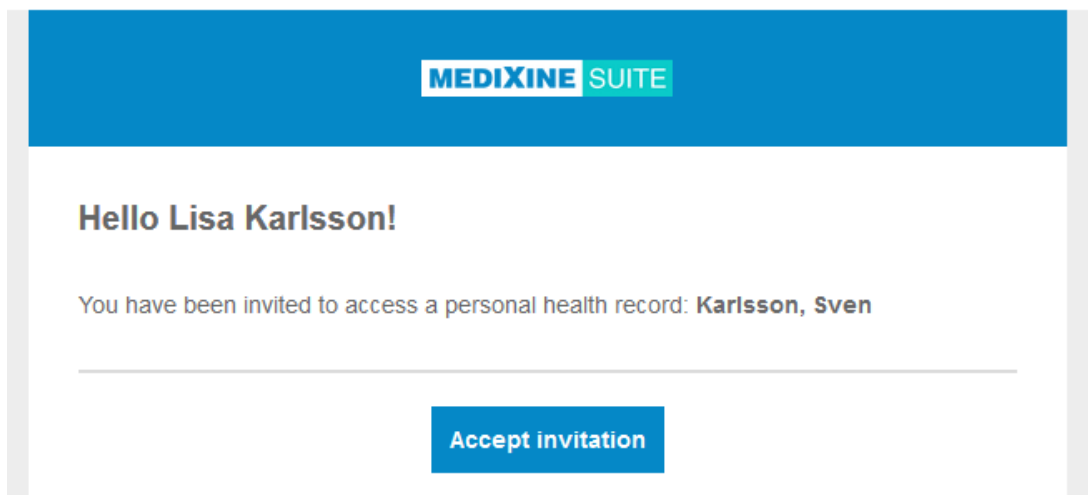 MEDIXINE SUITE
Hello Lisa Karlsson!
You have been invited to access a personal health record: Karlsson, Sven
Accept invitation